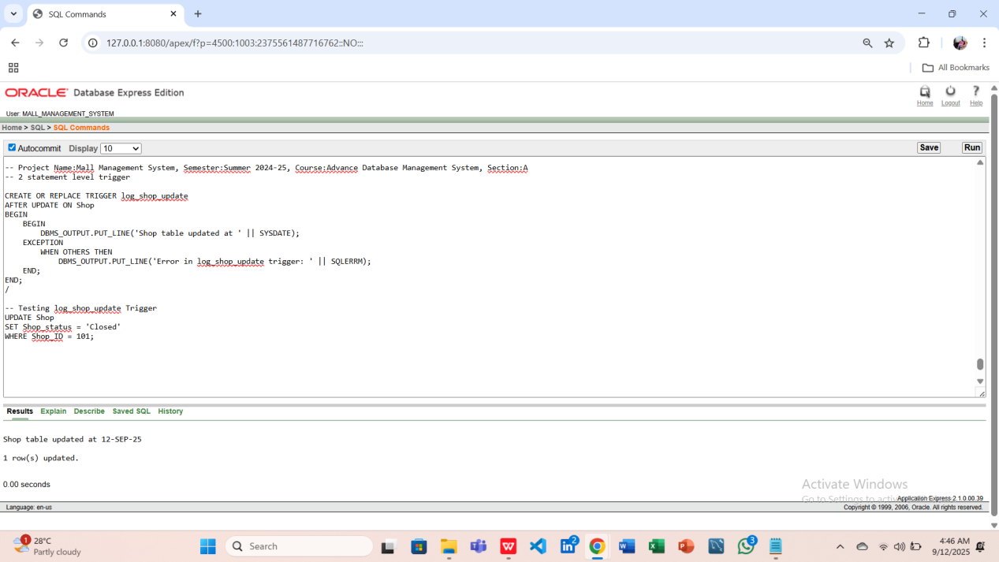 SQL Commands
127.0.0.1:8080/apex/f?p=4500:1003:2375561487716762::NO:::
All Bookmarks
ORACLE Database Express Edition
Home Logout Help
User: MALL_MANAGEMENT_SYSTEM
Home > SQL > SQL Commands
Autocommit Display 10 Save Run
-- Project Name:Mall Management System, Semester:Summer 2024-25, Course:Advance Database Management System, Section:A
-- 2 statement level trigger
CREATE OR REPLACE TRIGGER log_shop_update
AFTER UPDATE ON Shop
BEGIN
BEGIN
DBMS_OUTPUT.PUT_LINE('Shop table updated at ' || SYSDATE);
EXCEPTION
WHEN OTHERS THEN
DBMS_OUTPUT.PUT_LINE('Error in log_shop_update trigger: ' || SQLERRM);
END;
END;
/
-- Testing log_shop_update Trigger
UPDATE Shop
SET Shop_status = 'Closed'
WHERE Shop_ID = 101;
Results Explain Describe Saved SQL History
Shop table updated at 12-SEP-25
1 row(s) updated.
0.00 seconds
Activate Windows
Go to Settings to activ
Application Express 2.1.0.00.39
Language: en-us
Copyright © 1999, 2006, Oracle. All rights reserved.
1
28°C
Partly cloudy
Search
2
3
4:46 AM
9/12/2025